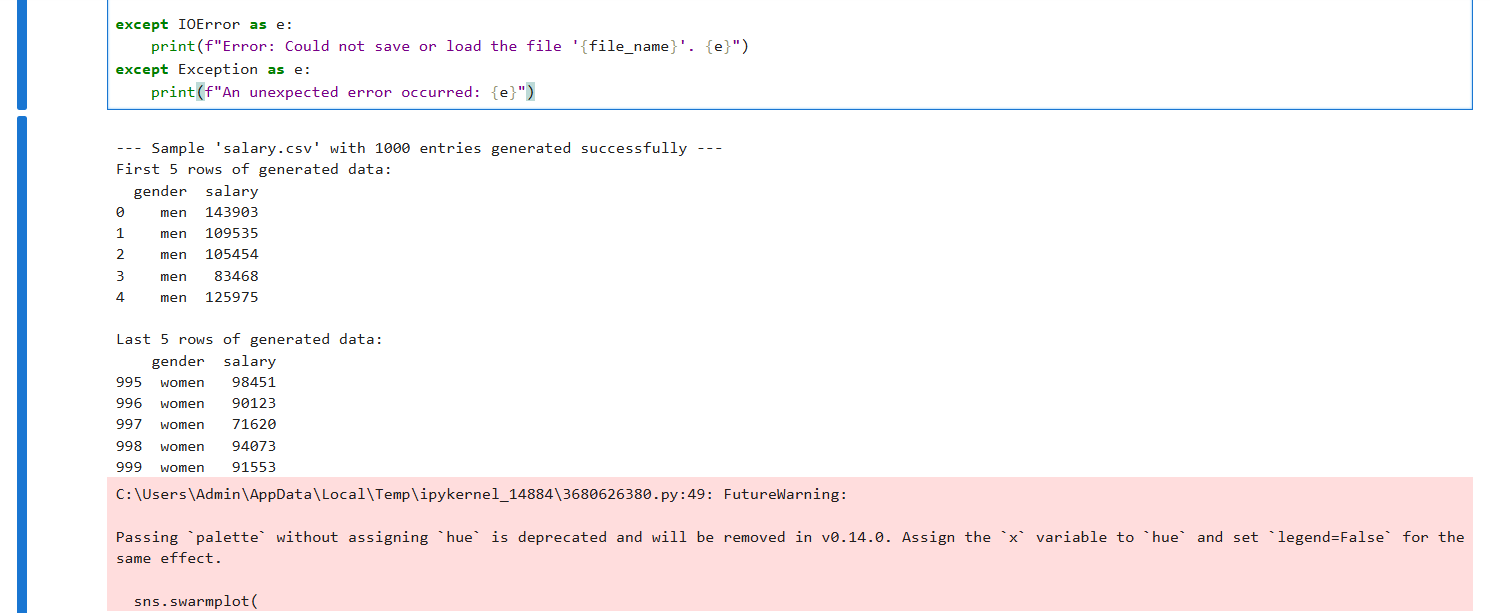 except IOError as e:
    print(f"Error: Could not save or load the file '{file_name}'. {e}")
except Exception as e:
    print(f"An unexpected error occurred: {e}")
--- Sample 'salary.csv' with 1000 entries generated successfully ---
First 5 rows of generated data:
  gender  salary
0    men  143903
1    men  109535
2    men  105454
3    men   83468
4    men  125975
Last 5 rows of generated data:
    gender  salary
995  women   98451
996  women   90123
997  women   71620
998  women   94073
999  women   91553
C:\Users\Admin\AppData\Local\Temp\ipykernel_14884\3680626380.py:49: FutureWarning:
Passing `palette` without assigning `hue` is deprecated and will be removed in v0.14.0. Assign the `x` variable to `hue` and set `legend=False` for the
same effect.
  sns.swarmplot(